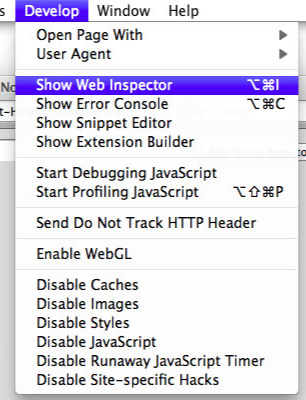 s Develop Window Help
Open Page With
User Agent
Show Web Inspector ⌥⌘I
Show Error Console ⌥⌘C
Show Snippet Editor
Show Extension Builder
Start Debugging JavaScript
Start Profiling JavaScript ⌥⇧⌘P
Send Do Not Track HTTP Header
Enable WebGL
Disable Caches
Disable Images
Disable Styles
Disable JavaScript
Disable Runaway JavaScript Timer
Disable Site-specific Hacks